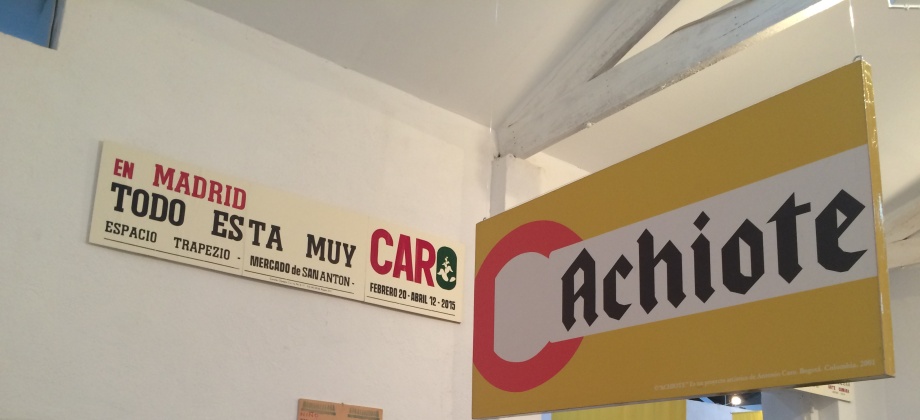 EN MADRID
TODO ESTA MUY CARO
ESPACIO TRAPEZIO - MERCADO de SAN ANTON - FEBRERO 20 - ABRIL 12 - 2015
Achiote